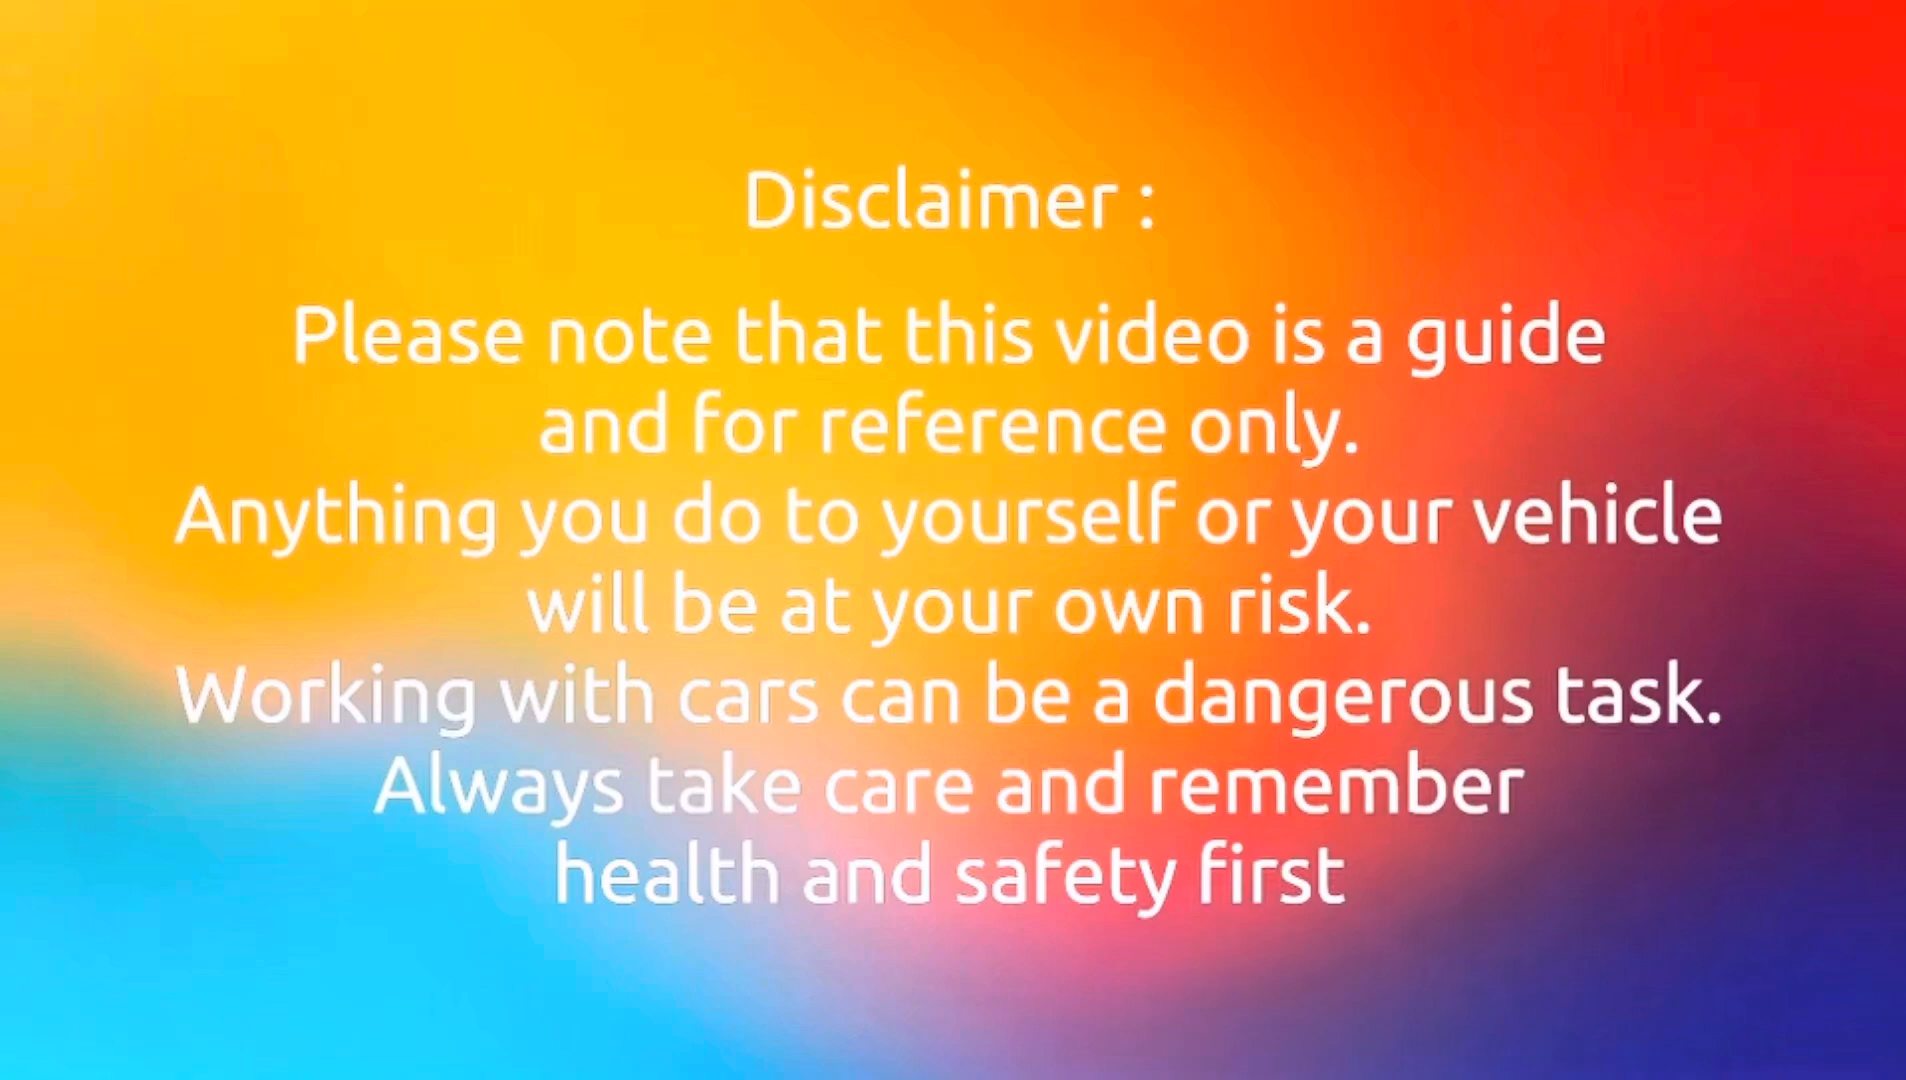 Disclaimer :
Please note that this video is a guide
and for reference only.
Anything you do to yourself or your vehicle
will be at your own risk.
Working with cars can be a dangerous task.
Always take care and remember
health and safety first